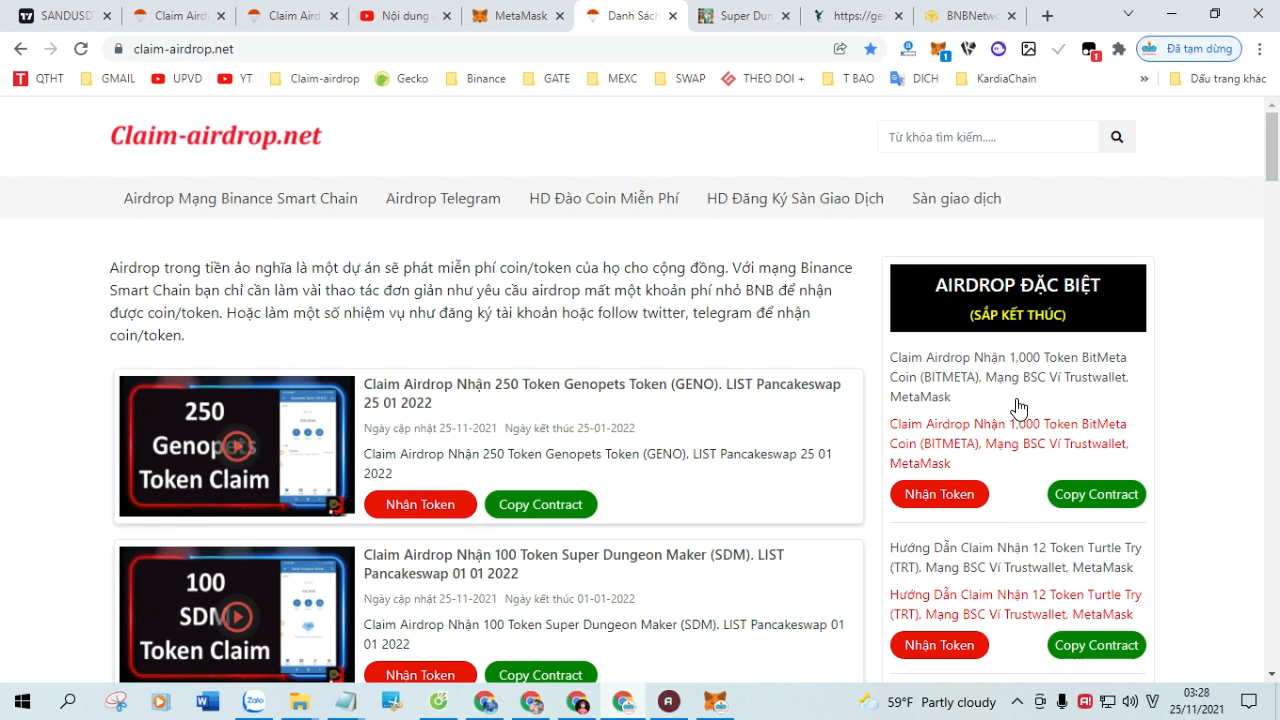 SANDUSD
Claim Aird
Claim Aird
Nội dung
MetaMask
Danh Sách
Super Dun
https://ge
BNBNetwo
claim-airdrop.net
Đã tạm dừng
QTHT
GMAIL
UPVD
YT
Claim-airdrop
Gecko
Binance
GATE
MEXC
SWAP
THEO DOI +
T BAO
DICH
KardiaChain
Dấu trang khác
Claim-airdrop.net
Từ khóa tìm kiếm.....
Airdrop Mạng Binance Smart Chain
Airdrop Telegram
HD Đào Coin Miễn Phí
HD Đăng Ký Sàn Giao Dịch
Sàn giao dịch
Airdrop trong tiền ảo nghĩa là một dự án sẽ phát miễn phí coin/token của họ cho cộng đồng. Với mạng Binance
Smart Chain bạn chỉ cần làm vài thao tác đơn giản như yêu cầu airdrop mất một khoản phí nhỏ BNB để nhận
được coin/token. Hoặc làm một số nhiệm vụ như đăng ký tài khoản hoặc follow twitter, telegram để nhận
coin/token.
250
Genopets
Token Claim
Claim Airdrop Nhận 250 Token Genopets Token (GENO). LIST Pancakeswap
25 01 2022
Ngày cập nhật 25-11-2021 Ngày kết thúc 25-01-2022
Claim Airdrop Nhận 250 Token Genopets Token (GENO). LIST Pancakeswap 25 01
2022
Nhận Token
Copy Contract
100
SDM
Token Claim
Claim Airdrop Nhận 100 Token Super Dungeon Maker (SDM). LIST
Pancakeswap 01 01 2022
Ngày cập nhật 25-11-2021 Ngày kết thúc 01-01-2022
Claim Airdrop Nhận 100 Token Super Dungeon Maker (SDM). LIST Pancakeswap 01
01 2022
Nhận Token
Copy Contract
AIRDROP ĐẶC BIỆT
(SẮP KẾT THÚC)
Claim Airdrop Nhận 1,000 Token BitMeta
Coin (BITMETA), Mạng BSC Ví Trustwallet,
MetaMask
Claim Airdrop Nhận 1,000 Token BitMeta
Coin (BITMETA), Mạng BSC Ví Trustwallet,
MetaMask
Nhận Token
Copy Contract
Hướng Dẫn Claim Nhận 12 Token Turtle Try
(TRT), Mạng BSC Ví Trustwallet, MetaMask
Hướng Dẫn Claim Nhận 12 Token Turtle Try
(TRT), Mạng BSC Ví Trustwallet, MetaMask
Nhận Token
Copy Contract
Zalo
59°F Partly cloudy
03:28
25/11/2021